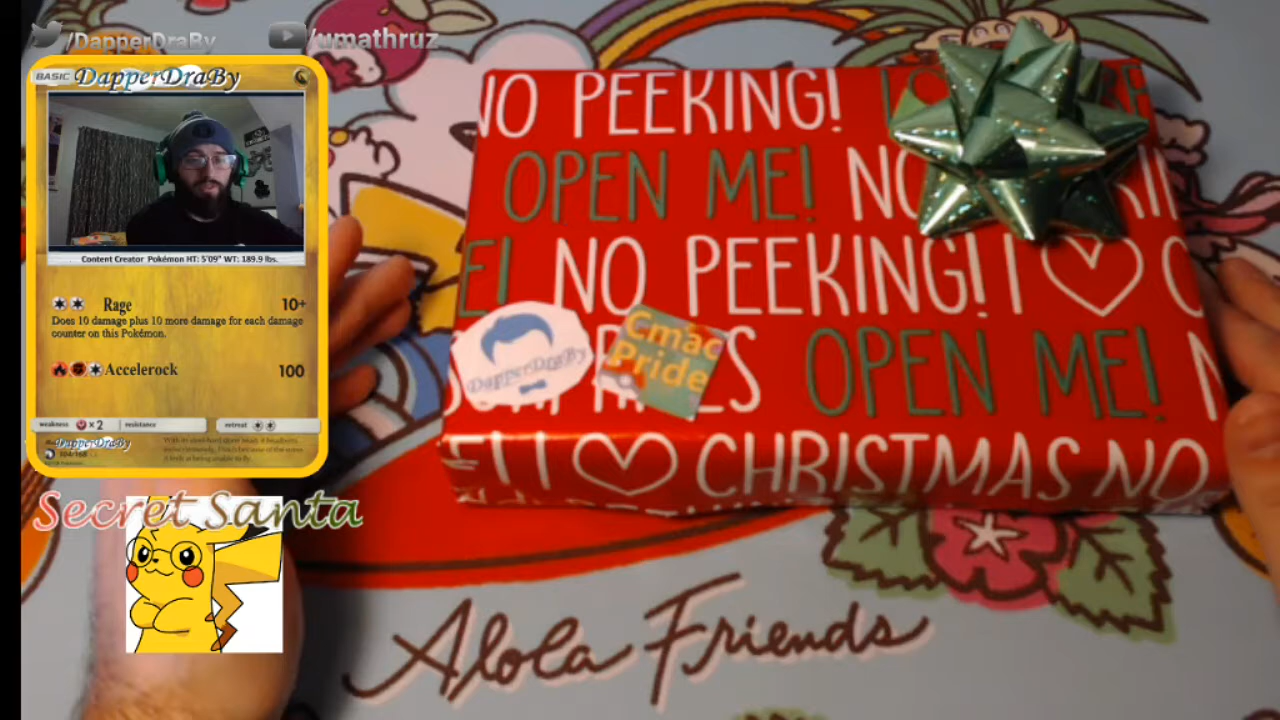 /DapperDraBy
/umathruz
BASIC DapperDraBy
Content Creator Pokémon HT: 5'09" WT: 189.9 lbs.
Rage 10+
Does 10 damage plus 10 more damage for each damage
counter on this Pokémon.
Accelerock 100
weakness × 2 resistance retreat
DapperDraBy
Secret Santa
NO PEEKING!
OPEN ME! NO
NO PEEKING! I
OPEN ME!
CHRISTMAS NO
DapperDraBy
Cmac
Pride
Alola Friends